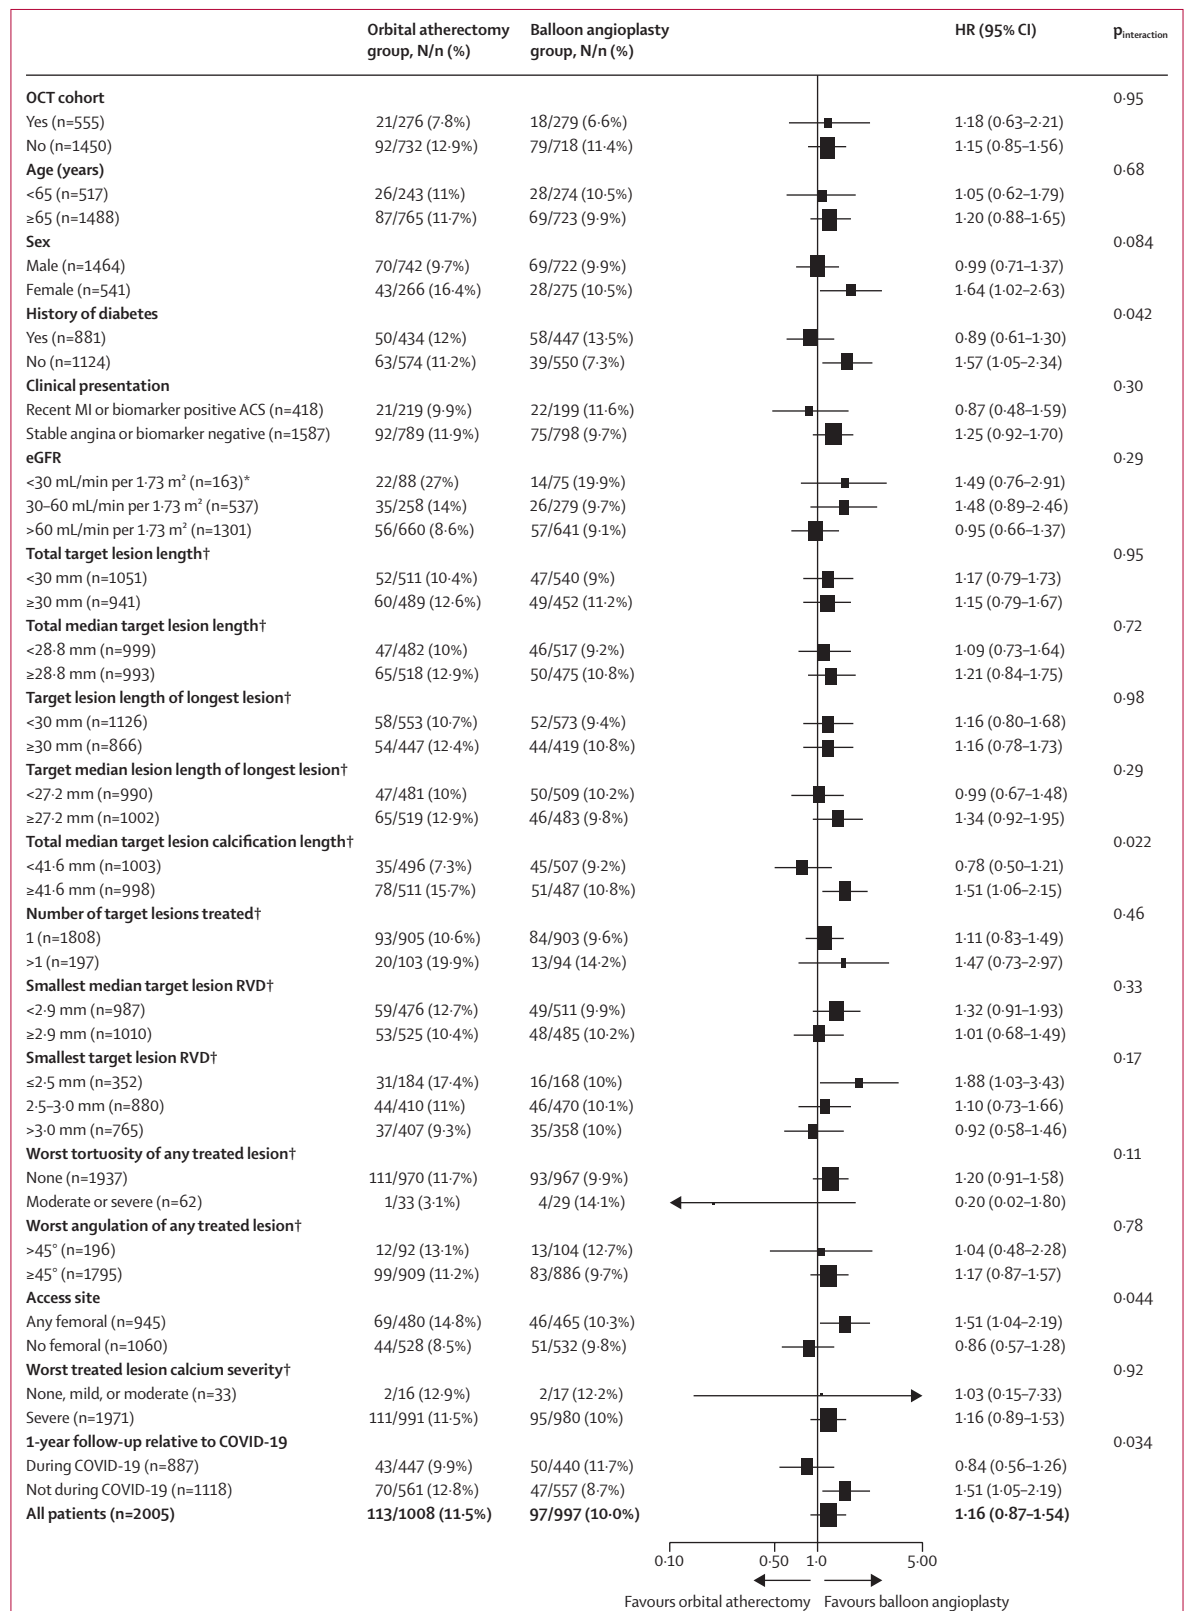 Orbital atherectomy group, N/n (%) Balloon angioplasty group, N/n (%) HR (95% CI) pinteraction
OCT cohort 0·95
Yes (n=555) 21/276 (7·8%) 18/279 (6·6%) 1·18 (0·63–2·21)
No (n=1450) 92/732 (12·9%) 79/718 (11·4%) 1·15 (0·85–1·56)
Age (years) 0·68
<65 (n=517) 26/243 (11%) 28/274 (10·5%) 1·05 (0·62–1·79)
≥65 (n=1488) 87/765 (11·7%) 69/723 (9·9%) 1·20 (0·88–1·65)
Sex 0·084
Male (n=1464) 70/742 (9·7%) 69/722 (9·9%) 0·99 (0·71–1·37)
Female (n=541) 43/266 (16·4%) 28/275 (10·5%) 1·64 (1·02–2·63)
History of diabetes 0·042
Yes (n=881) 50/434 (12%) 58/447 (13·5%) 0·89 (0·61–1·30)
No (n=1124) 63/574 (11·2%) 39/550 (7·3%) 1·57 (1·05–2·34)
Clinical presentation 0·30
Recent MI or biomarker positive ACS (n=418) 21/219 (9·9%) 22/199 (11·6%) 0·87 (0·48–1·59)
Stable angina or biomarker negative (n=1587) 92/789 (11·9%) 75/798 (9·7%) 1·25 (0·92–1·70)
eGFR 0·29
<30 mL/min per 1·73 m² (n=163)* 22/88 (27%) 14/75 (19·9%) 1·49 (0·76–2·91)
30–60 mL/min per 1·73 m² (n=537) 35/258 (14%) 26/279 (9·7%) 1·48 (0·89–2·46)
>60 mL/min per 1·73 m² (n=1301) 56/660 (8·6%) 57/641 (9·1%) 0·95 (0·66–1·37)
Total target lesion length† 0·95
<30 mm (n=1051) 52/511 (10·4%) 47/540 (9%) 1·17 (0·79–1·73)
≥30 mm (n=941) 60/489 (12·6%) 49/452 (11·2%) 1·15 (0·79–1·67)
Total median target lesion length† 0·72
<28·8 mm (n=999) 47/482 (10%) 46/517 (9·2%) 1·09 (0·73–1·64)
≥28·8 mm (n=993) 65/518 (12·9%) 50/475 (10·8%) 1·21 (0·84–1·75)
Target lesion length of longest lesion† 0·98
<30 mm (n=1126) 58/553 (10·7%) 52/573 (9·4%) 1·16 (0·80–1·68)
≥30 mm (n=866) 54/447 (12·4%) 44/419 (10·8%) 1·16 (0·78–1·73)
Target median lesion length of longest lesion† 0·29
<27·2 mm (n=990) 47/481 (10%) 50/509 (10·2%) 0·99 (0·67–1·48)
≥27·2 mm (n=1002) 65/519 (12·9%) 46/483 (9·8%) 1·34 (0·92–1·95)
Total median target lesion calcification length† 0·022
<41·6 mm (n=1003) 35/496 (7·3%) 45/507 (9·2%) 0·78 (0·50–1·21)
≥41·6 mm (n=998) 78/511 (15·7%) 51/487 (10·8%) 1·51 (1·06–2·15)
Number of target lesions treated† 0·46
1 (n=1808) 93/905 (10·6%) 84/903 (9·6%) 1·11 (0·83–1·49)
>1 (n=197) 20/103 (19·9%) 13/94 (14·2%) 1·47 (0·73–2·97)
Smallest median target lesion RVD† 0·33
<2·9 mm (n=987) 59/476 (12·7%) 49/511 (9·9%) 1·32 (0·91–1·93)
≥2·9 mm (n=1010) 53/525 (10·4%) 48/485 (10·2%) 1·01 (0·68–1·49)
Smallest target lesion RVD† 0·17
≤2·5 mm (n=352) 31/184 (17·4%) 16/168 (10%) 1·88 (1·03–3·43)
2·5–3·0 mm (n=880) 44/410 (11%) 46/470 (10·1%) 1·10 (0·73–1·66)
>3·0 mm (n=765) 37/407 (9·3%) 35/358 (10%) 0·92 (0·58–1·46)
Worst tortuosity of any treated lesion† 0·11
None (n=1937) 111/970 (11·7%) 93/967 (9·9%) 1·20 (0·91–1·58)
Moderate or severe (n=62) 1/33 (3·1%) 4/29 (14·1%) 0·20 (0·02–1·80)
Worst angulation of any treated lesion† 0·78
>45° (n=196) 12/92 (13·1%) 13/104 (12·7%) 1·04 (0·48–2·28)
≥45° (n=1795) 99/909 (11·2%) 83/886 (9·7%) 1·17 (0·87–1·57)
Access site 0·044
Any femoral (n=945) 69/480 (14·8%) 46/465 (10·3%) 1·51 (1·04–2·19)
No femoral (n=1060) 44/528 (8·5%) 51/532 (9·8%) 0·86 (0·57–1·28)
Worst treated lesion calcium severity† 0·92
None, mild, or moderate (n=33) 2/16 (12·9%) 2/17 (12·2%) 1·03 (0·15–7·33)
Severe (n=1971) 111/991 (11·5%) 95/980 (10%) 1·16 (0·89–1·53)
1-year follow-up relative to COVID-19 0·034
During COVID-19 (n=887) 43/447 (9·9%) 50/440 (11·7%) 0·84 (0·56–1·26)
Not during COVID-19 (n=1118) 70/561 (12·8%) 47/557 (8·7%) 1·51 (1·05–2·19)
All patients (n=2005) 113/1008 (11·5%) 97/997 (10·0%) 1·16 (0·87–1·54)
0·10 0·50 1·0 5·00
Favours orbital atherectomy Favours balloon angioplasty